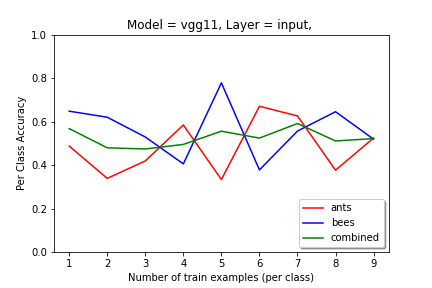 Model = vgg11, Layer = input,
Per Class Accuracy
1.0
0.8
0.6
0.4
0.2
0.0
ants
bees
combined
1 2 3 4 5 6 7 8 9
Number of train examples (per class)